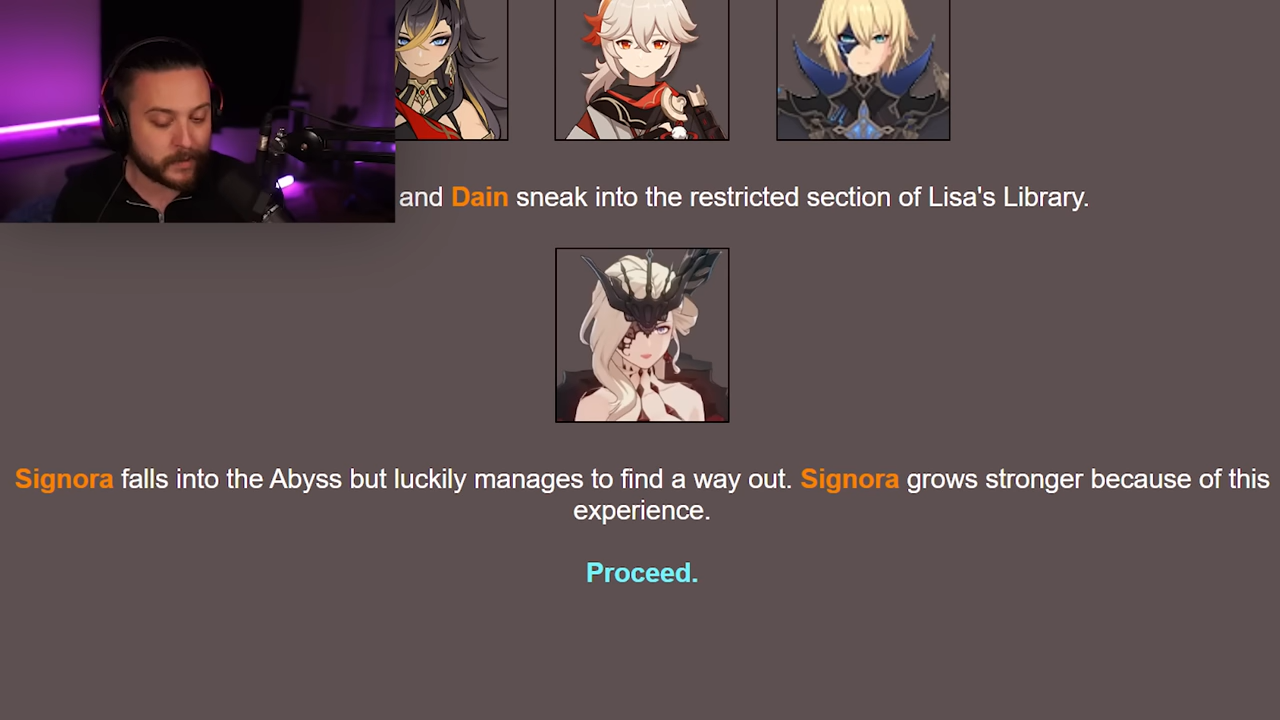 and Dain sneak into the restricted section of Lisa's Library.
Signora falls into the Abyss but luckily manages to find a way out. Signora grows stronger because of this
experience.
Proceed.